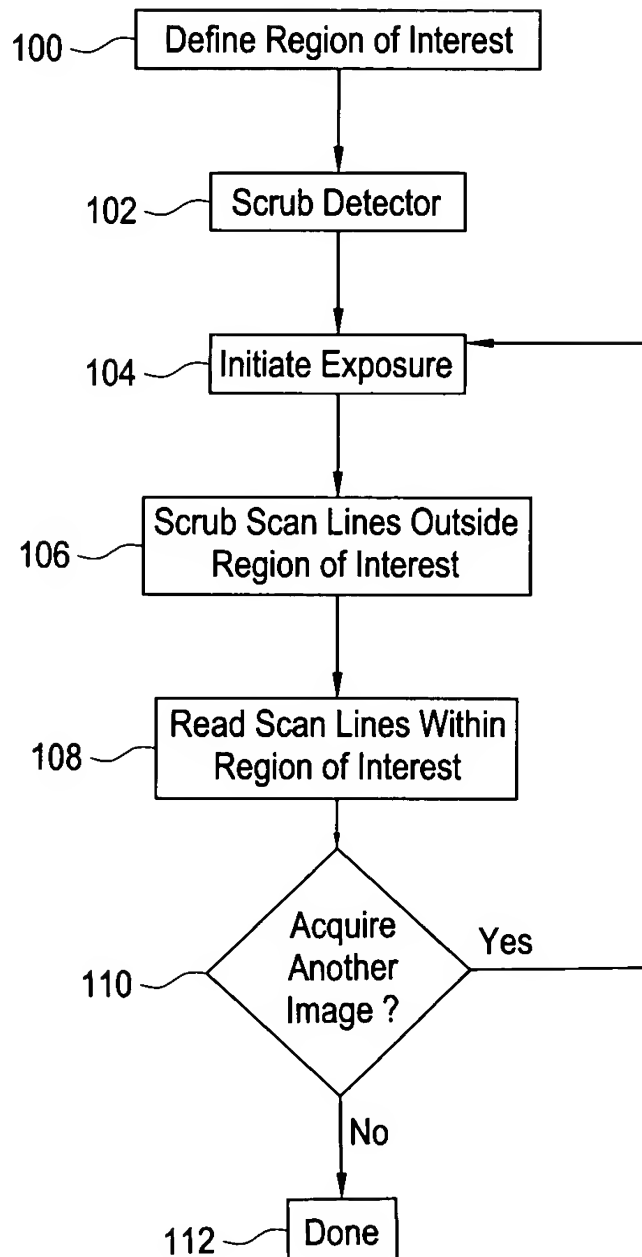 100
Define Region of Interest
102
Scrub Detector
104
Initiate Exposure
106
Scrub Scan Lines Outside
Region of Interest
108
Read Scan Lines Within
Region of Interest
110
Acquire
Another
Image ?
Yes
No
112
Done